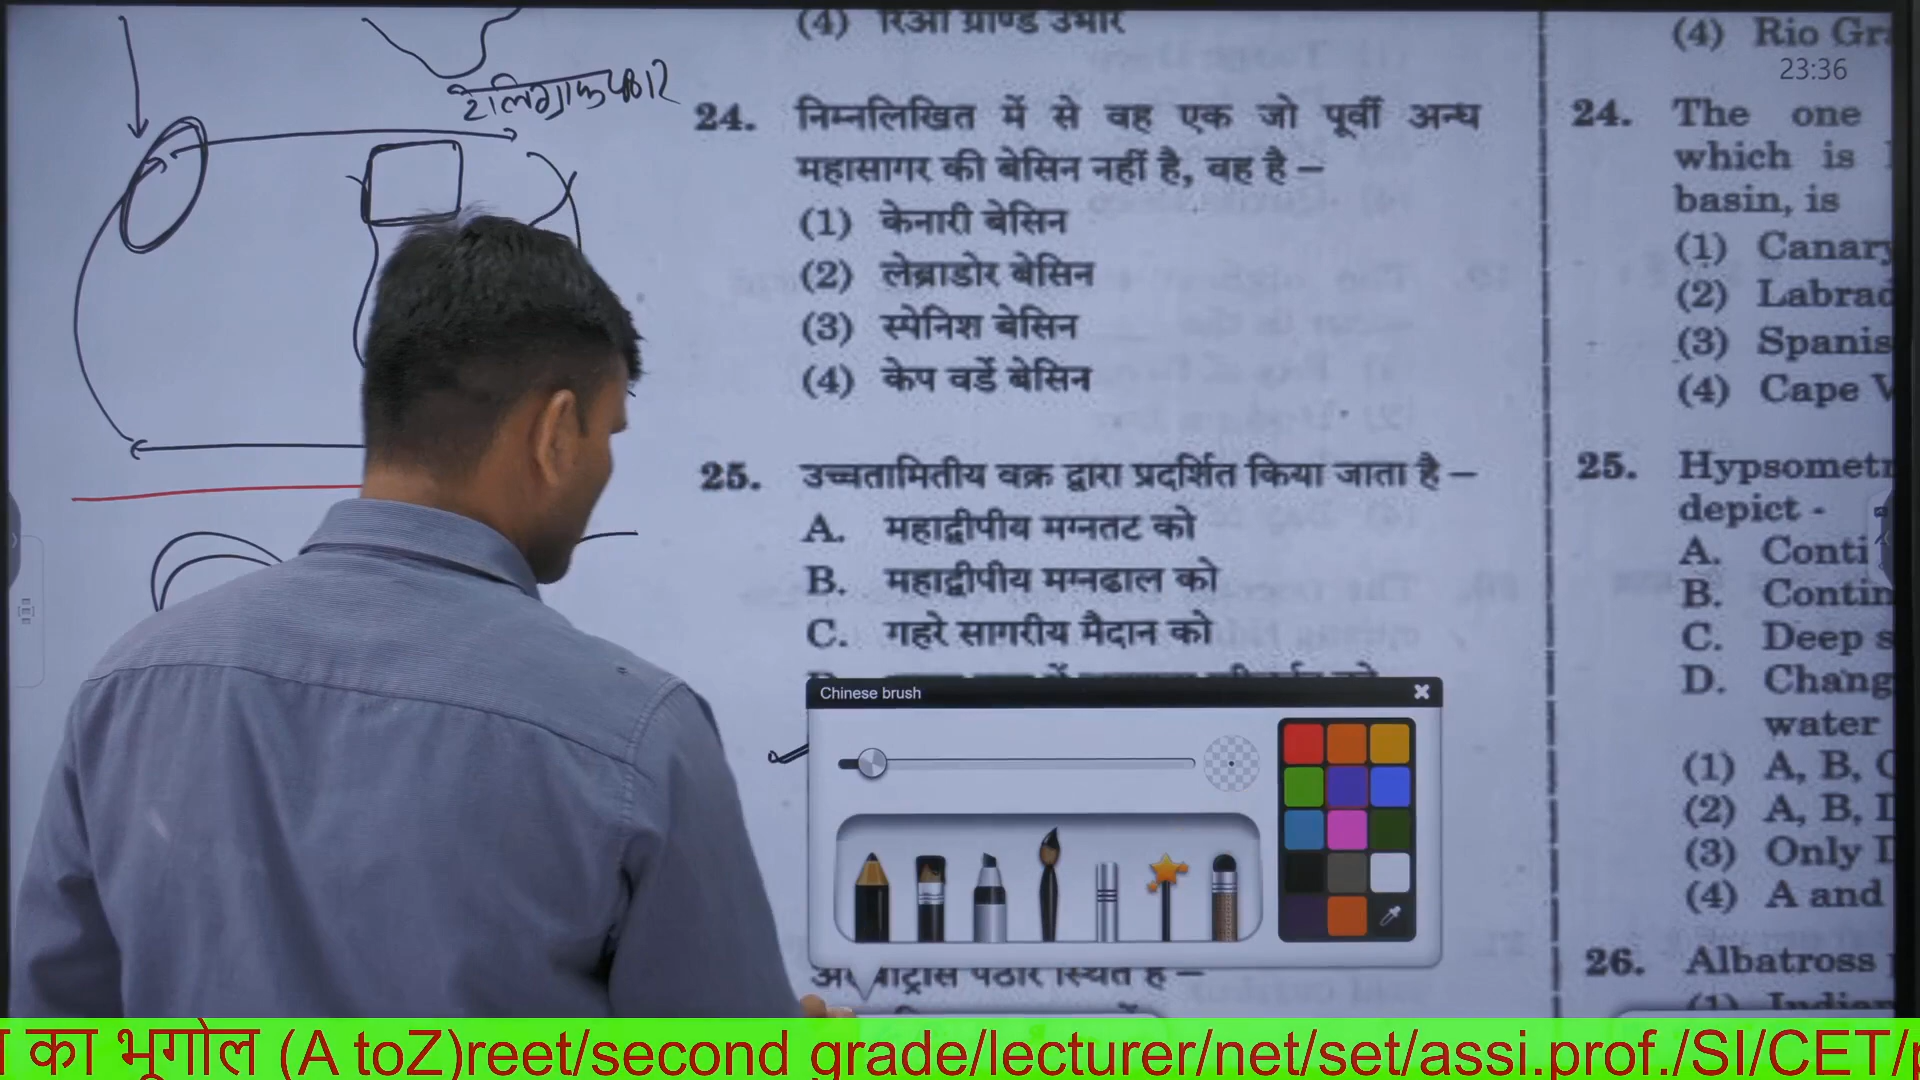 (4) रिओ ग्राण्ड उभार
टेलिग्राफ पठार
24. निम्नलिखित में से वह एक जो पूर्वी अन्ध
महासागर की बेसिन नहीं है, वह है –
(1) केनारी बेसिन
(2) लेब्राडोर बेसिन
(3) स्पेनिश बेसिन
(4) केप वर्डे बेसिन
25. उच्चतामितीय वक्र द्वारा प्रदर्शित किया जाता है –
A. महाद्वीपीय मग्नतट को
B. महाद्वीपीय मग्नढाल को
C. गहरे सागरीय मैदान को
Chinese brush
पठार स्थित है –
(4) Rio Gr
23:36
24. The one
which is
basin, is
(1) Canary
(2) Labrad
(3) Spanis
(4) Cape V
25. Hypsometr
depict -
A. Conti
B. Contin
C. Deep s
D. Chang
water
(1) A, B, C
(2) A, B, D
(3) Only D
(4) A and
26. Albatross
(1) Indian
का भूगोल (A toZ)reet/second grade/lecturer/net/set/assi.prof./SI/CET/